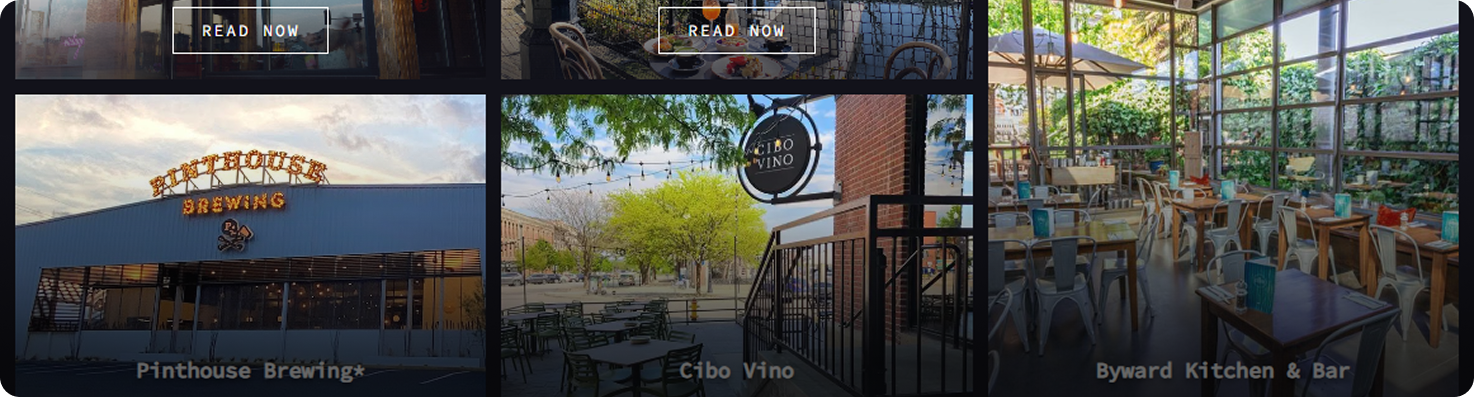 READ NOW
READ NOW
PINTHOUSE
BREWING
CIBO
VINO
Pinthouse Brewing*
Cibo Vino
Byward Kitchen & Bar